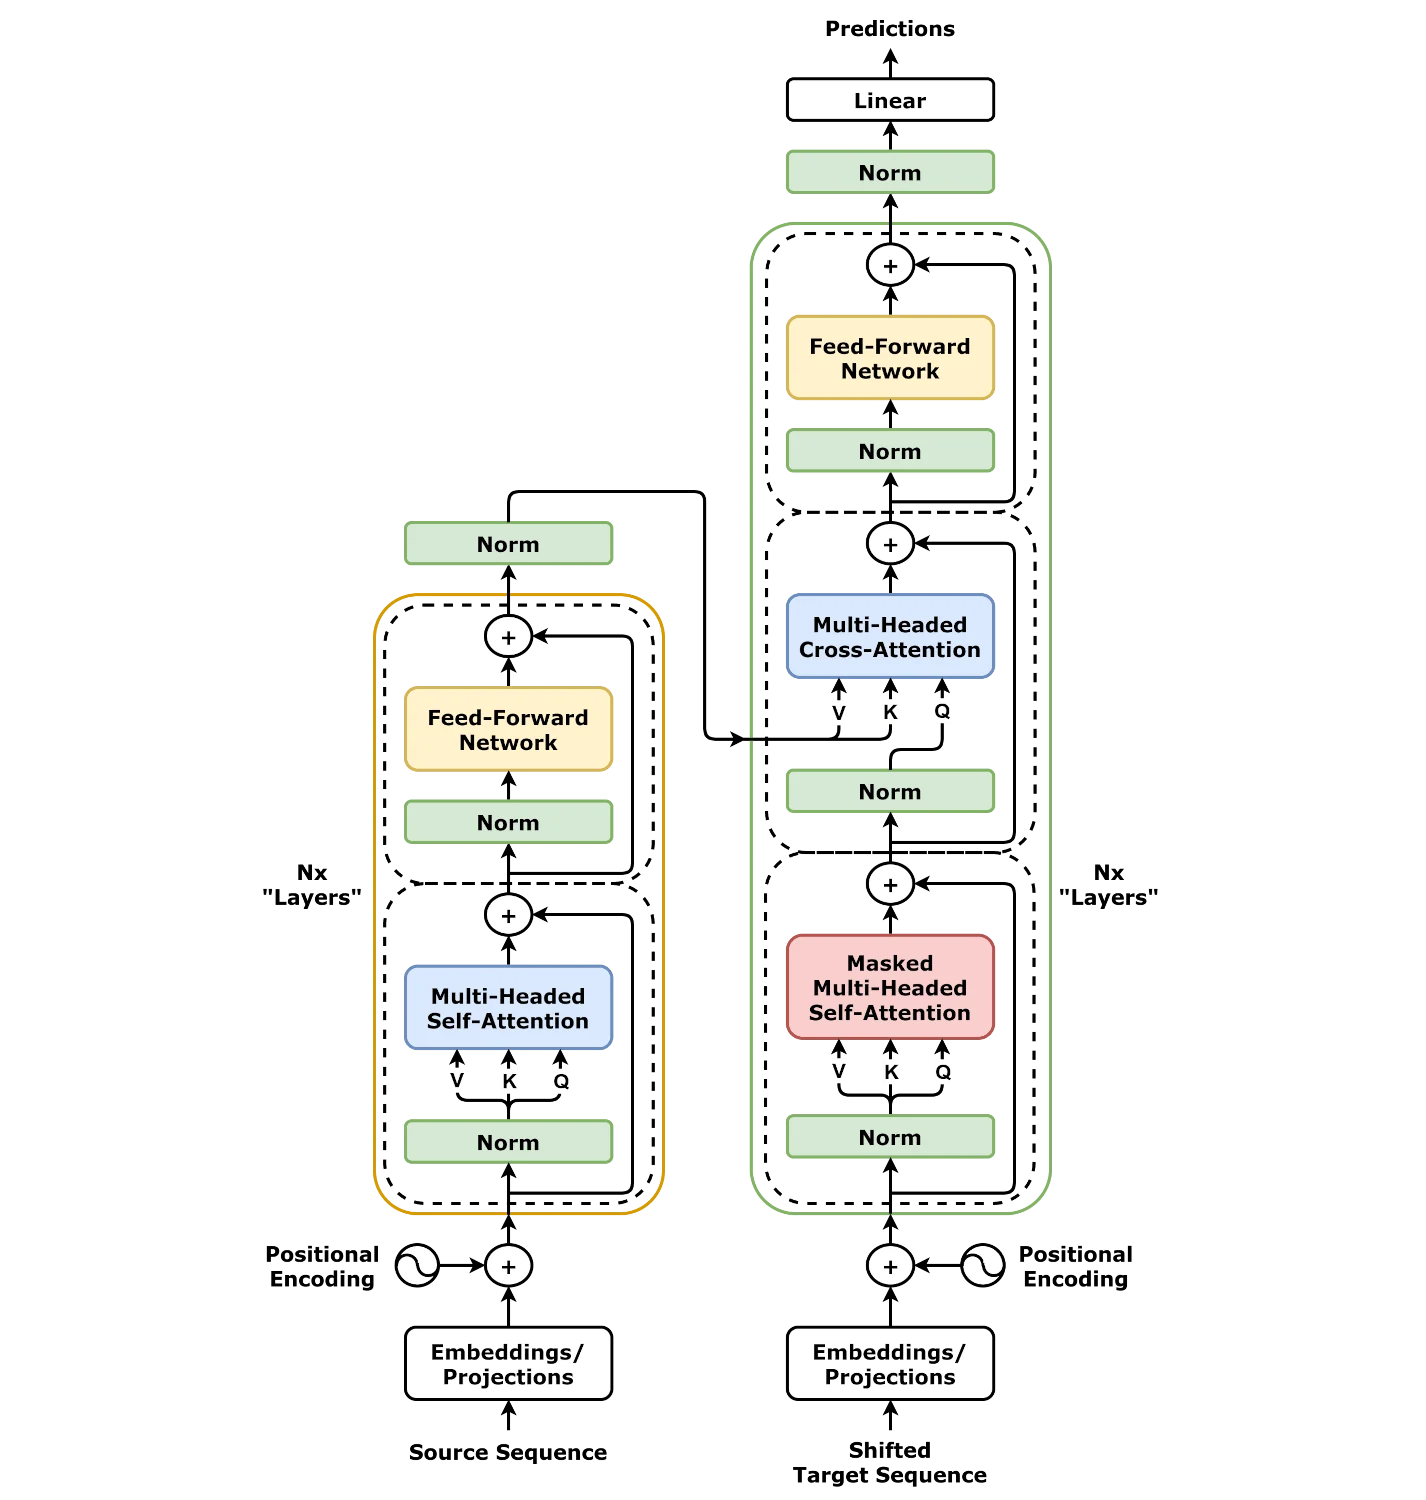 Predictions
Linear
Norm
Feed-Forward
Network
Norm
Multi-Headed
Cross-Attention
V K Q
Norm
Masked
Multi-Headed
Self-Attention
V K Q
Norm
Nx
"Layers"
Positional
Encoding
Embeddings/
Projections
Shifted
Target Sequence
Norm
Feed-Forward
Network
Norm
Multi-Headed
Self-Attention
V K Q
Norm
Nx
"Layers"
Positional
Encoding
Embeddings/
Projections
Source Sequence
+
+
+
+
+
+
+